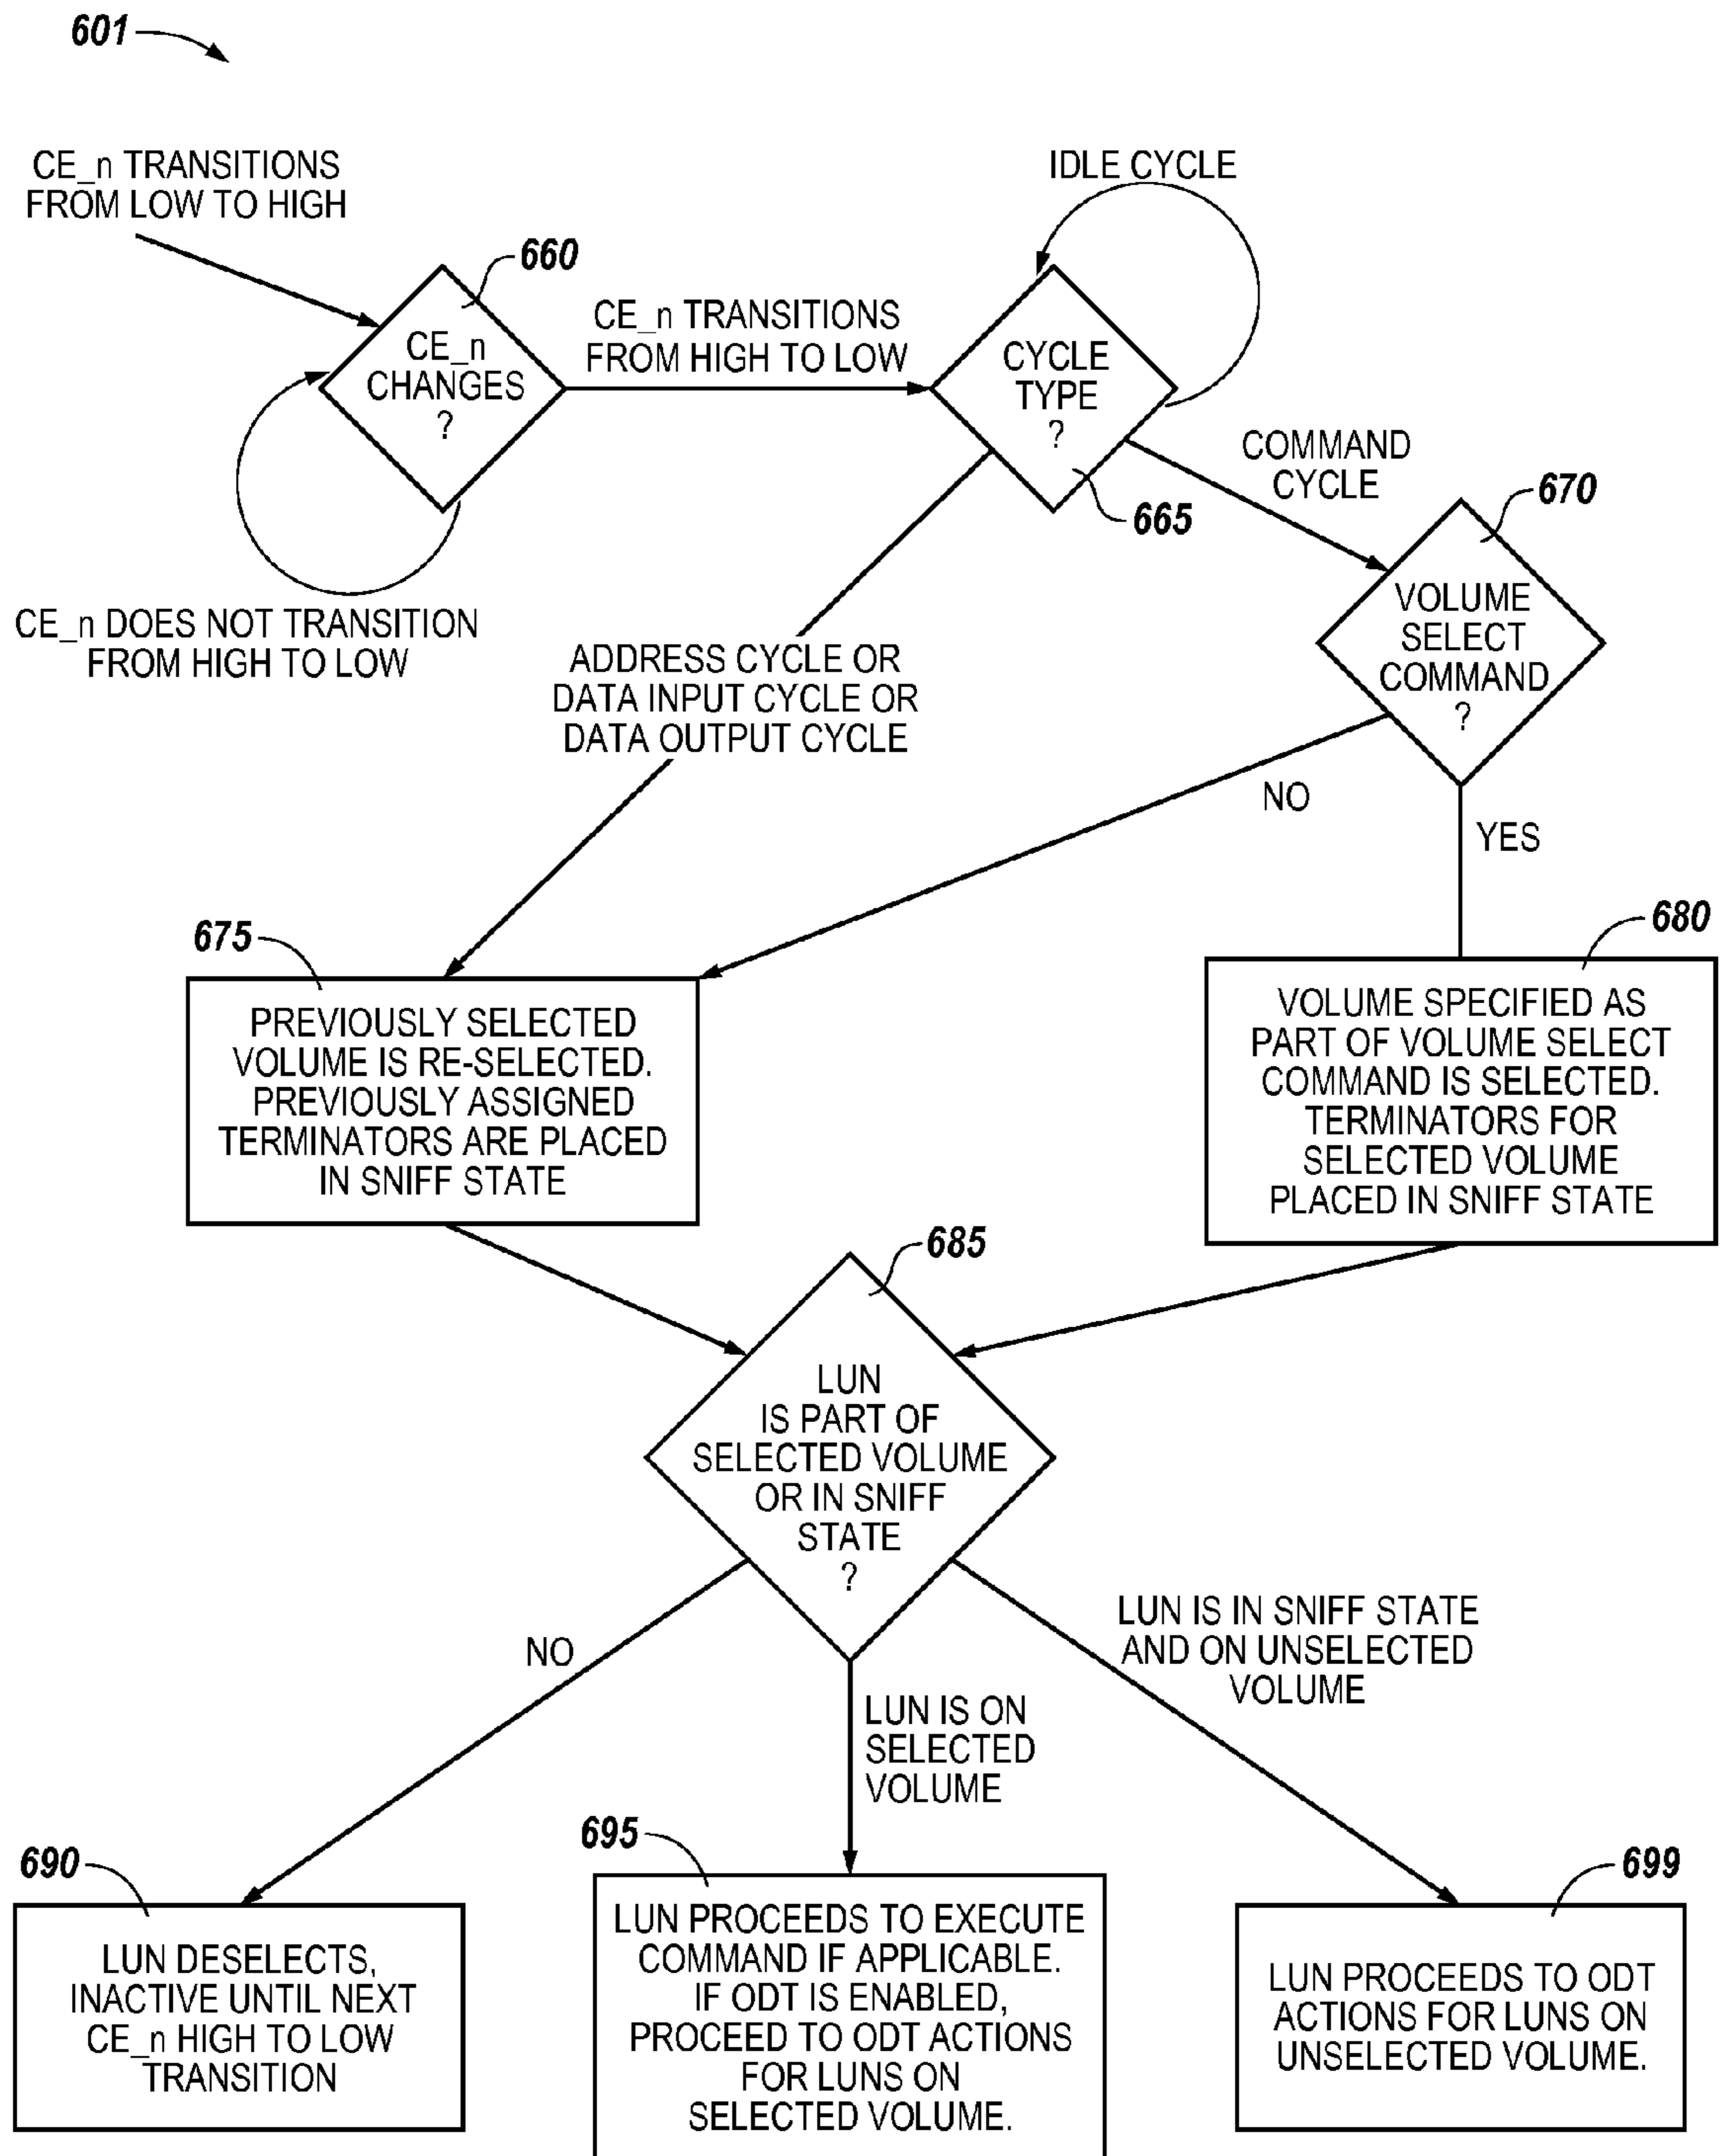 601
CE_n TRANSITIONS
FROM LOW TO HIGH
IDLE CYCLE
660
CE_n
CHANGES
?
CE_n TRANSITIONS
FROM HIGH TO LOW
CYCLE
TYPE
?
665
COMMAND
CYCLE
670
CE_n DOES NOT TRANSITION
FROM HIGH TO LOW
ADDRESS CYCLE OR
DATA INPUT CYCLE OR
DATA OUTPUT CYCLE
VOLUME
SELECT
COMMAND
?
NO
YES
675
PREVIOUSLY SELECTED
VOLUME IS RE-SELECTED.
PREVIOUSLY ASSIGNED
TERMINATORS ARE PLACED
IN SNIFF STATE
680
VOLUME SPECIFIED AS
PART OF VOLUME SELECT
COMMAND IS SELECTED.
TERMINATORS FOR
SELECTED VOLUME
PLACED IN SNIFF STATE
685
LUN
IS PART OF
SELECTED VOLUME
OR IN SNIFF
STATE
?
NO
LUN IS ON
SELECTED
VOLUME
LUN IS IN SNIFF STATE
AND ON UNSELECTED
VOLUME
690
LUN DESELECTS,
INACTIVE UNTIL NEXT
CE_n HIGH TO LOW
TRANSITION
695
LUN PROCEEDS TO EXECUTE
COMMAND IF APPLICABLE.
IF ODT IS ENABLED,
PROCEED TO ODT ACTIONS
FOR LUNS ON
SELECTED VOLUME.
699
LUN PROCEEDS TO ODT
ACTIONS FOR LUNS ON
UNSELECTED VOLUME.